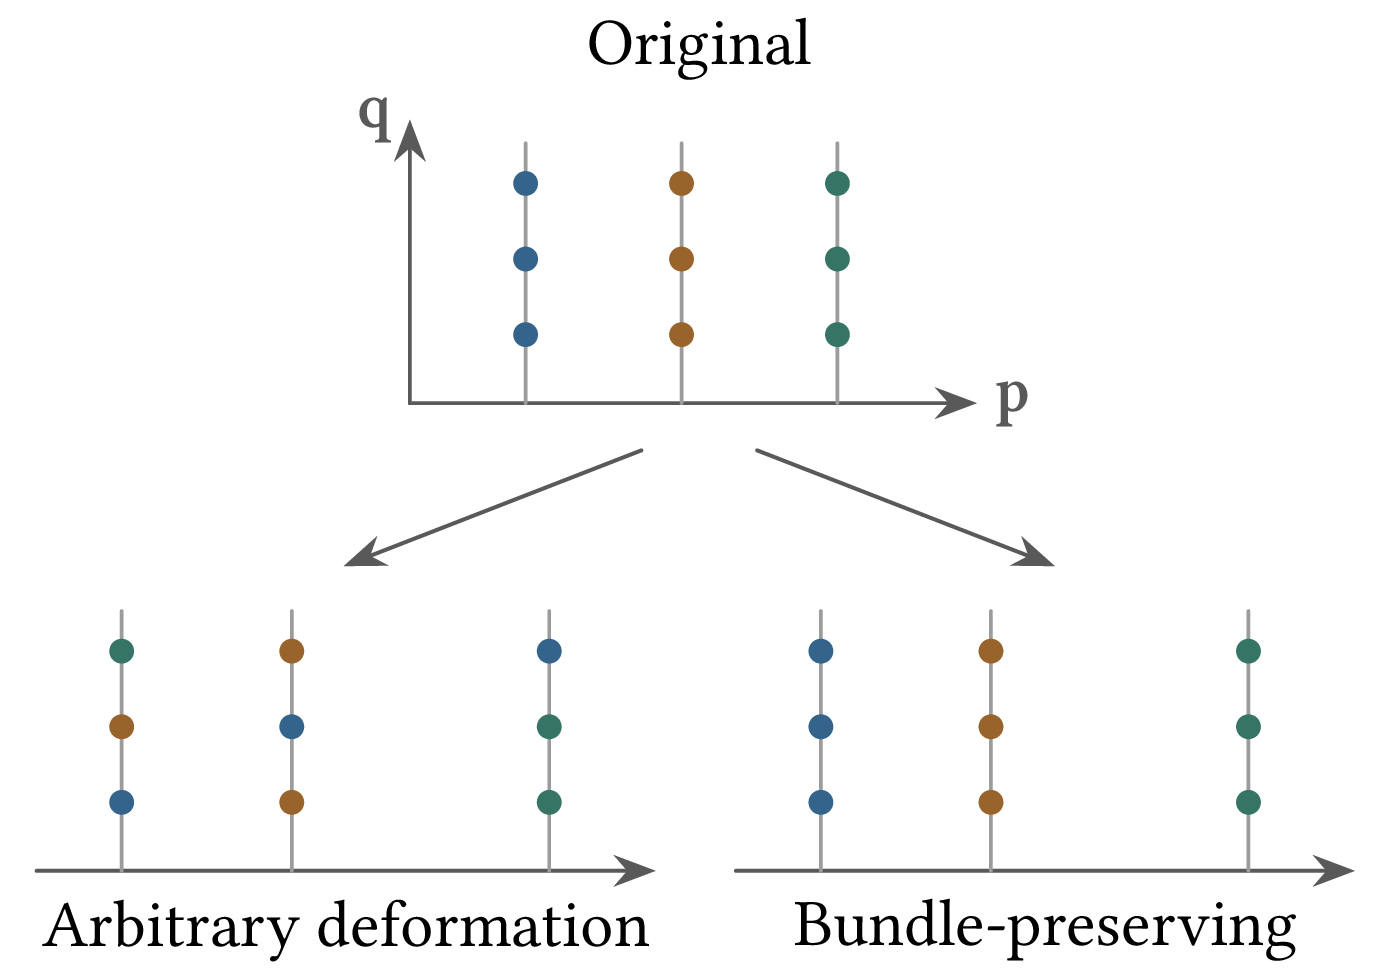 Original
q
p
Arbitrary deformation
Bundle-preserving